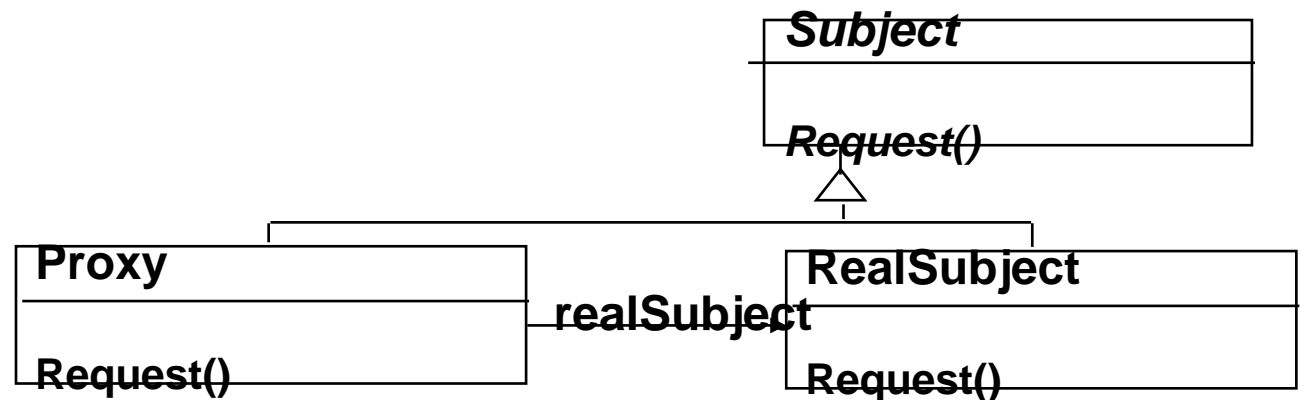 Subject
Request()
Proxy
Request()
realSubject
RealSubject
Request()